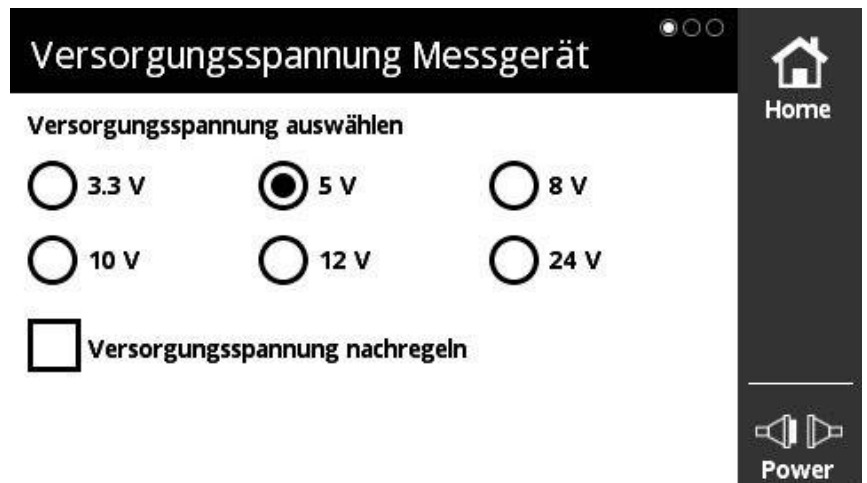 Versorgungsspannung Messgerät
Home
Versorgungsspannung auswählen
3.3 V 5 V 8 V
10 V 12 V 24 V
Versorgungsspannung nachregeln
Power